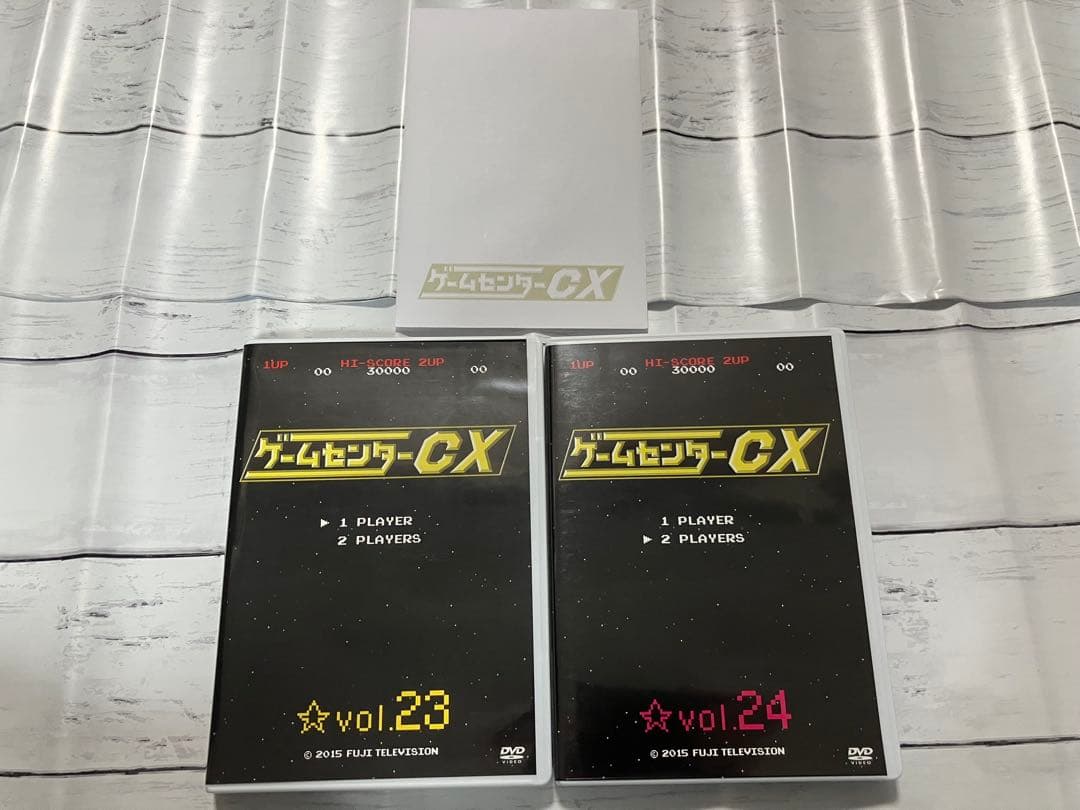 ゲームセンターCX
1UP HI-SCORE 2UP
00 30000 00
ゲームセンターCX
▶ 1 PLAYER
2 PLAYERS
☆vol.23
© 2015 FUJI TELEVISION
DVD
VIDEO
1UP HI-SCORE 2UP
00 30000 00
ゲームセンターCX
1 PLAYER
▶ 2 PLAYERS
☆vol.24
© 2015 FUJI TELEVISION
DVD
VIDEO